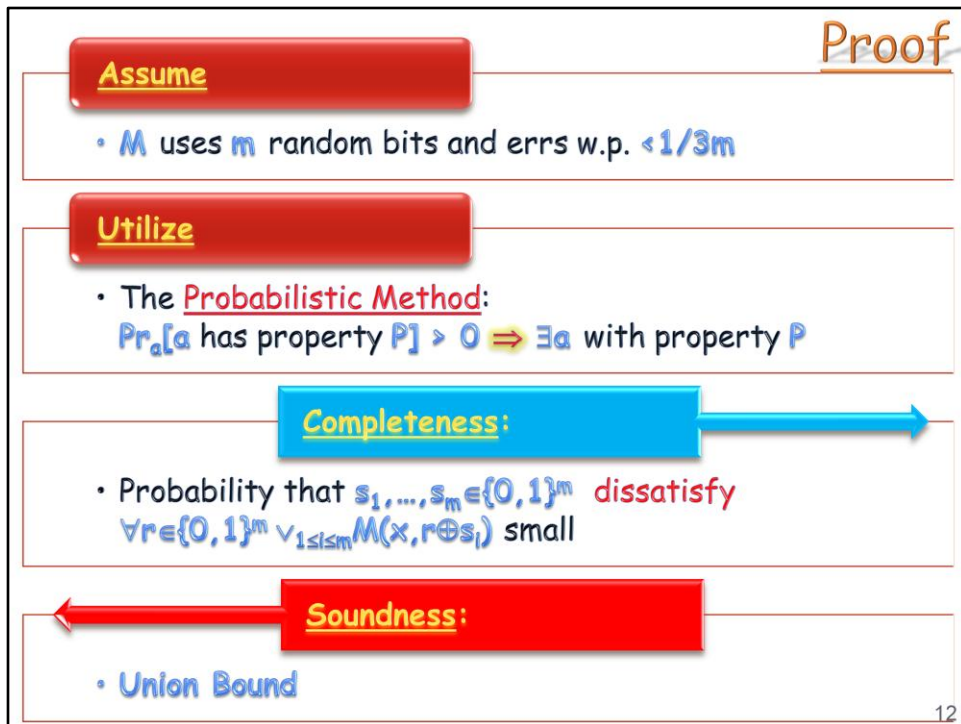 Proof
Assume
• M uses m random bits and errs w.p. <1/3m
Utilize
• The Probabilistic Method:
Prₐ[a has property P] > 0 ⇒ ∃a with property P
Completeness:
• Probability that s₁,…,sₘ∈{0,1}ᵐ dissatisfy
∀r∈{0,1}ᵐ ∨₁≤ᵢ≤ₘM(x,r⊕sᵢ) small
Soundness:
• Union Bound
12